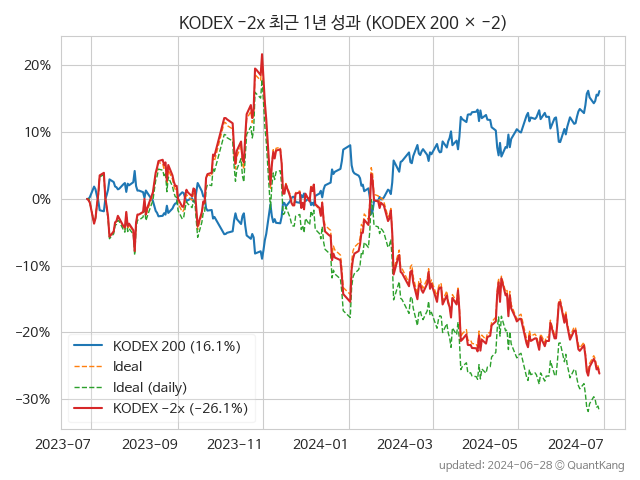 KODEX −2x 최근 1년 성과 (KODEX 200 × −2)
20%
10%
0%
−10%
−20%
−30%
KODEX 200 (16.1%)
Ideal
Ideal (daily)
KODEX −2x (−26.1%)
2023-07 2023-09 2023-11 2024-01 2024-03 2024-05 2024-07
updated: 2024-06-28 ⓒ QuantKang